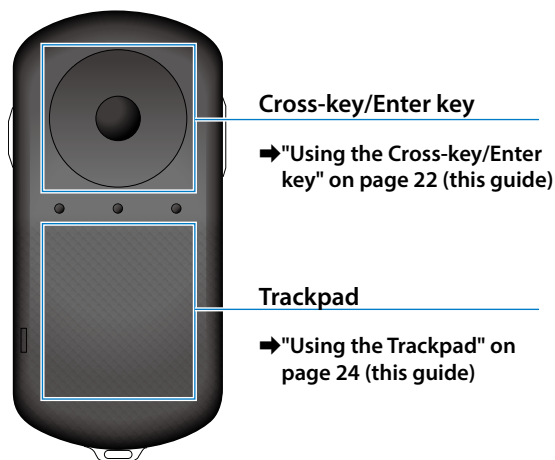 Cross-key/Enter key
➡"Using the Cross-key/Enter
key" on page 22 (this guide)
Trackpad
➡"Using the Trackpad" on
page 24 (this guide)